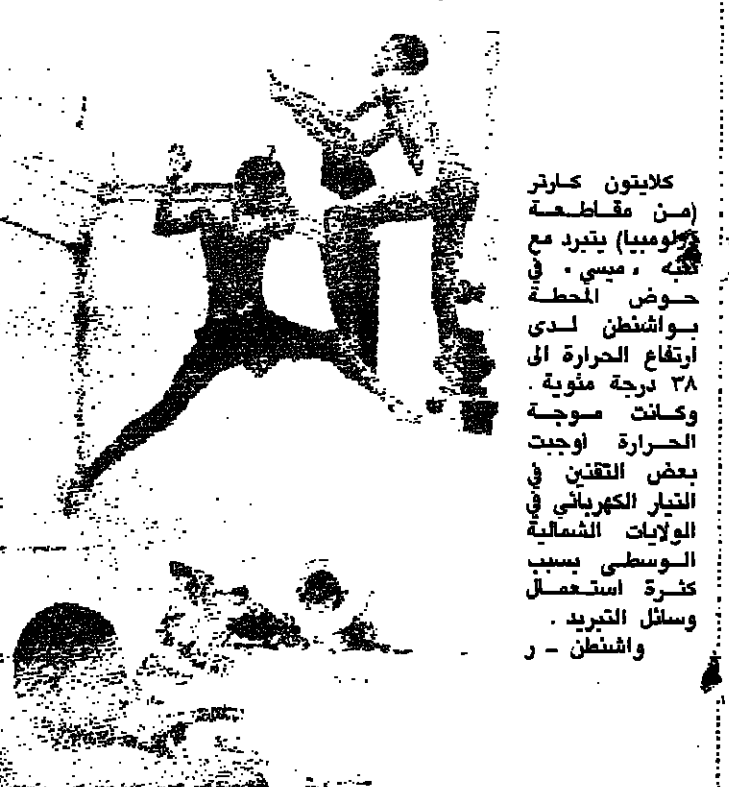 كلايتون كارتر
(من مقاطعة
كولومبيا) يتبرد مع
كلبه « ميسي » في
حوض المحطة
بواشنطن لدى
ارتفاع الحرارة الى
٣٨ درجة مئوية .
وكانت موجة
الحرارة اوجبت
بعض التقنين في
التيار الكهربائي في
الولايات الشمالية
الوسطى بسبب
كثرة استعمال
وسائل التبريد .
واشنطن - ر